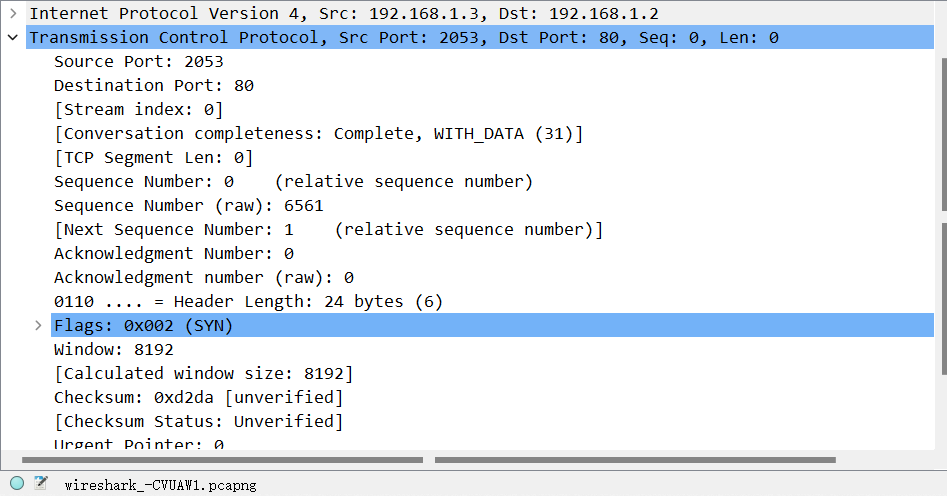 Internet Protocol Version 4, Src: 192.168.1.3, Dst: 192.168.1.2
Transmission Control Protocol, Src Port: 2053, Dst Port: 80, Seq: 0, Len: 0
Source Port: 2053
Destination Port: 80
[Stream index: 0]
[Conversation completeness: Complete, WITH_DATA (31)]
[TCP Segment Len: 0]
Sequence Number: 0    (relative sequence number)
Sequence Number (raw): 6561
[Next Sequence Number: 1    (relative sequence number)]
Acknowledgment Number: 0
Acknowledgment number (raw): 0
0110 .... = Header Length: 24 bytes (6)
Flags: 0x002 (SYN)
Window: 8192
[Calculated window size: 8192]
Checksum: 0xd2da [unverified]
[Checksum Status: Unverified]
Urgent Pointer: 0
wireshark_-CVUAW1.pcapng